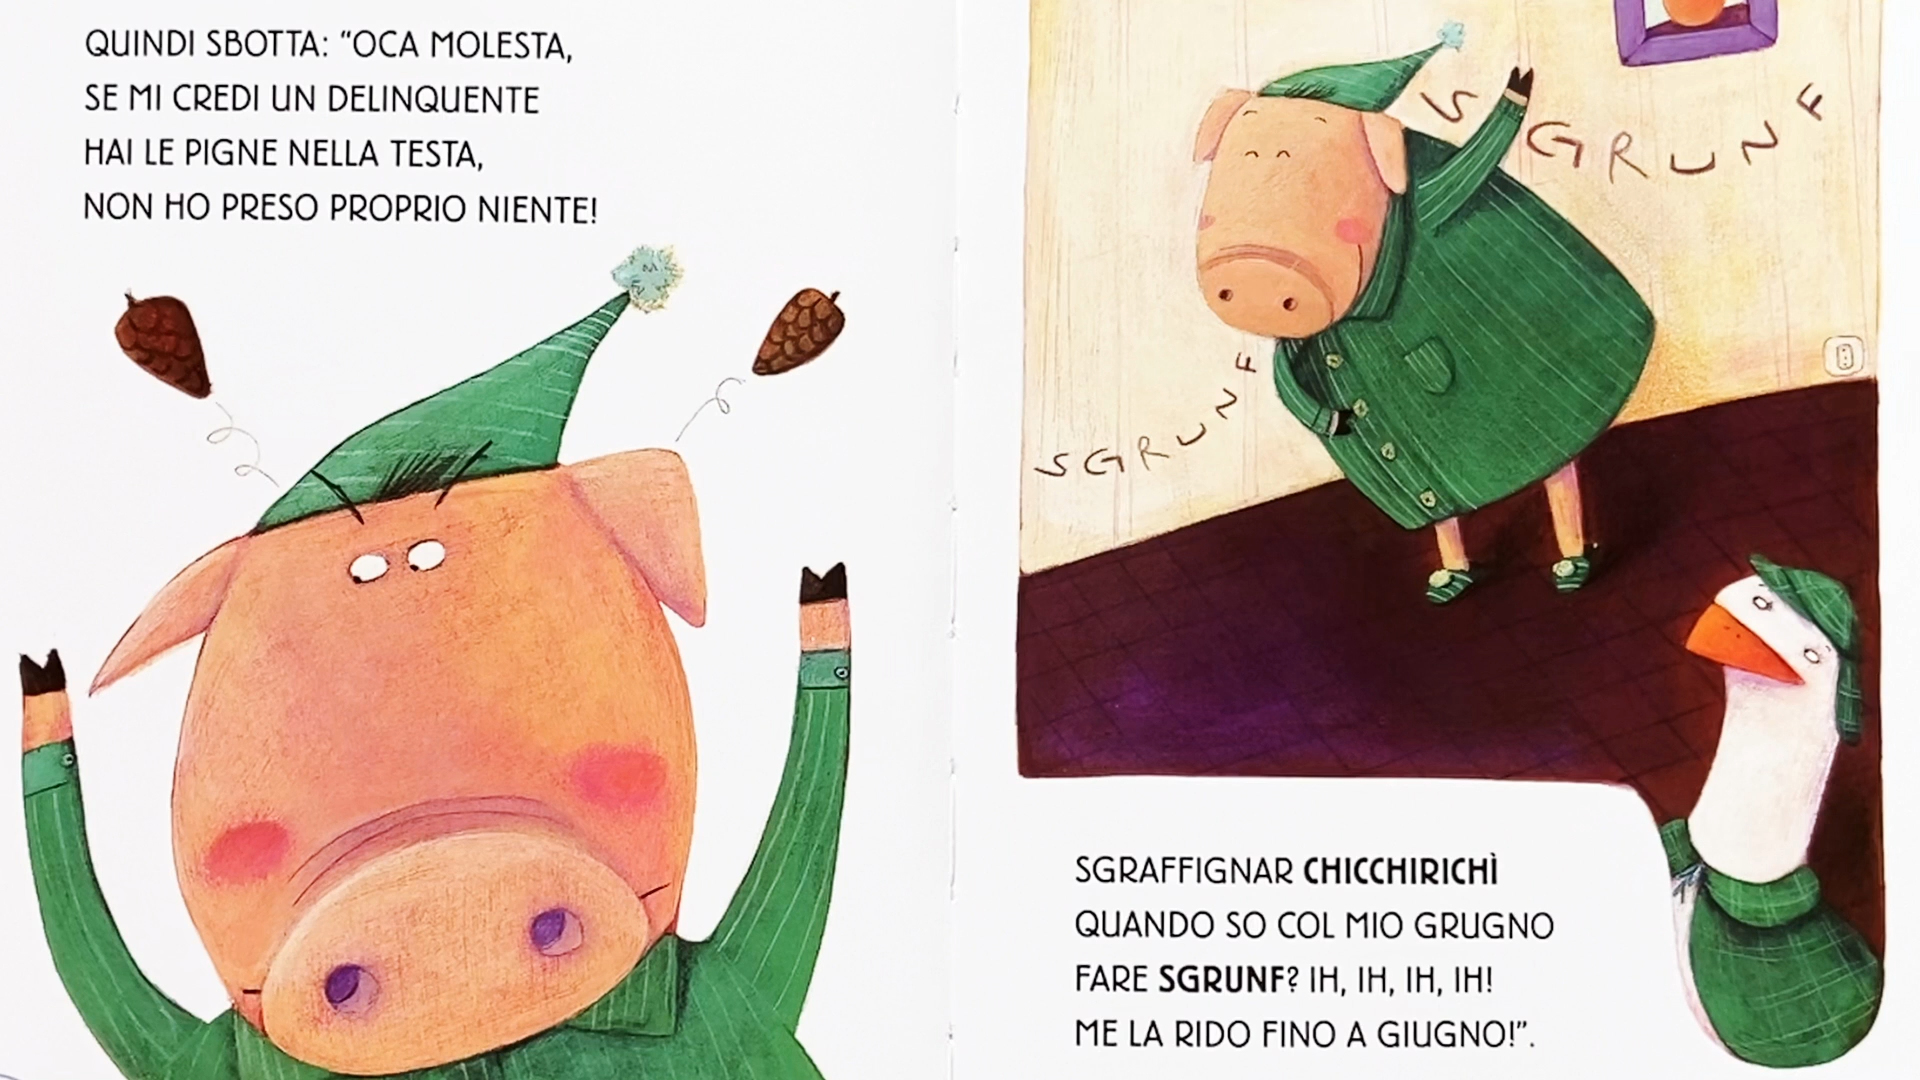 QUINDI SBOTTA: “OCA MOLESTA,
SE MI CREDI UN DELINQUENTE
HAI LE PIGNE NELLA TESTA,
NON HO PRESO PROPRIO NIENTE!
SGRUNF
SGRUNF
SGRAFFIGNAR CHICCHIRICHÌ
QUANDO SO COL MIO GRUGNO
FARE SGRUNF? IH, IH, IH, IH!
ME LA RIDO FINO A GIUGNO!”.